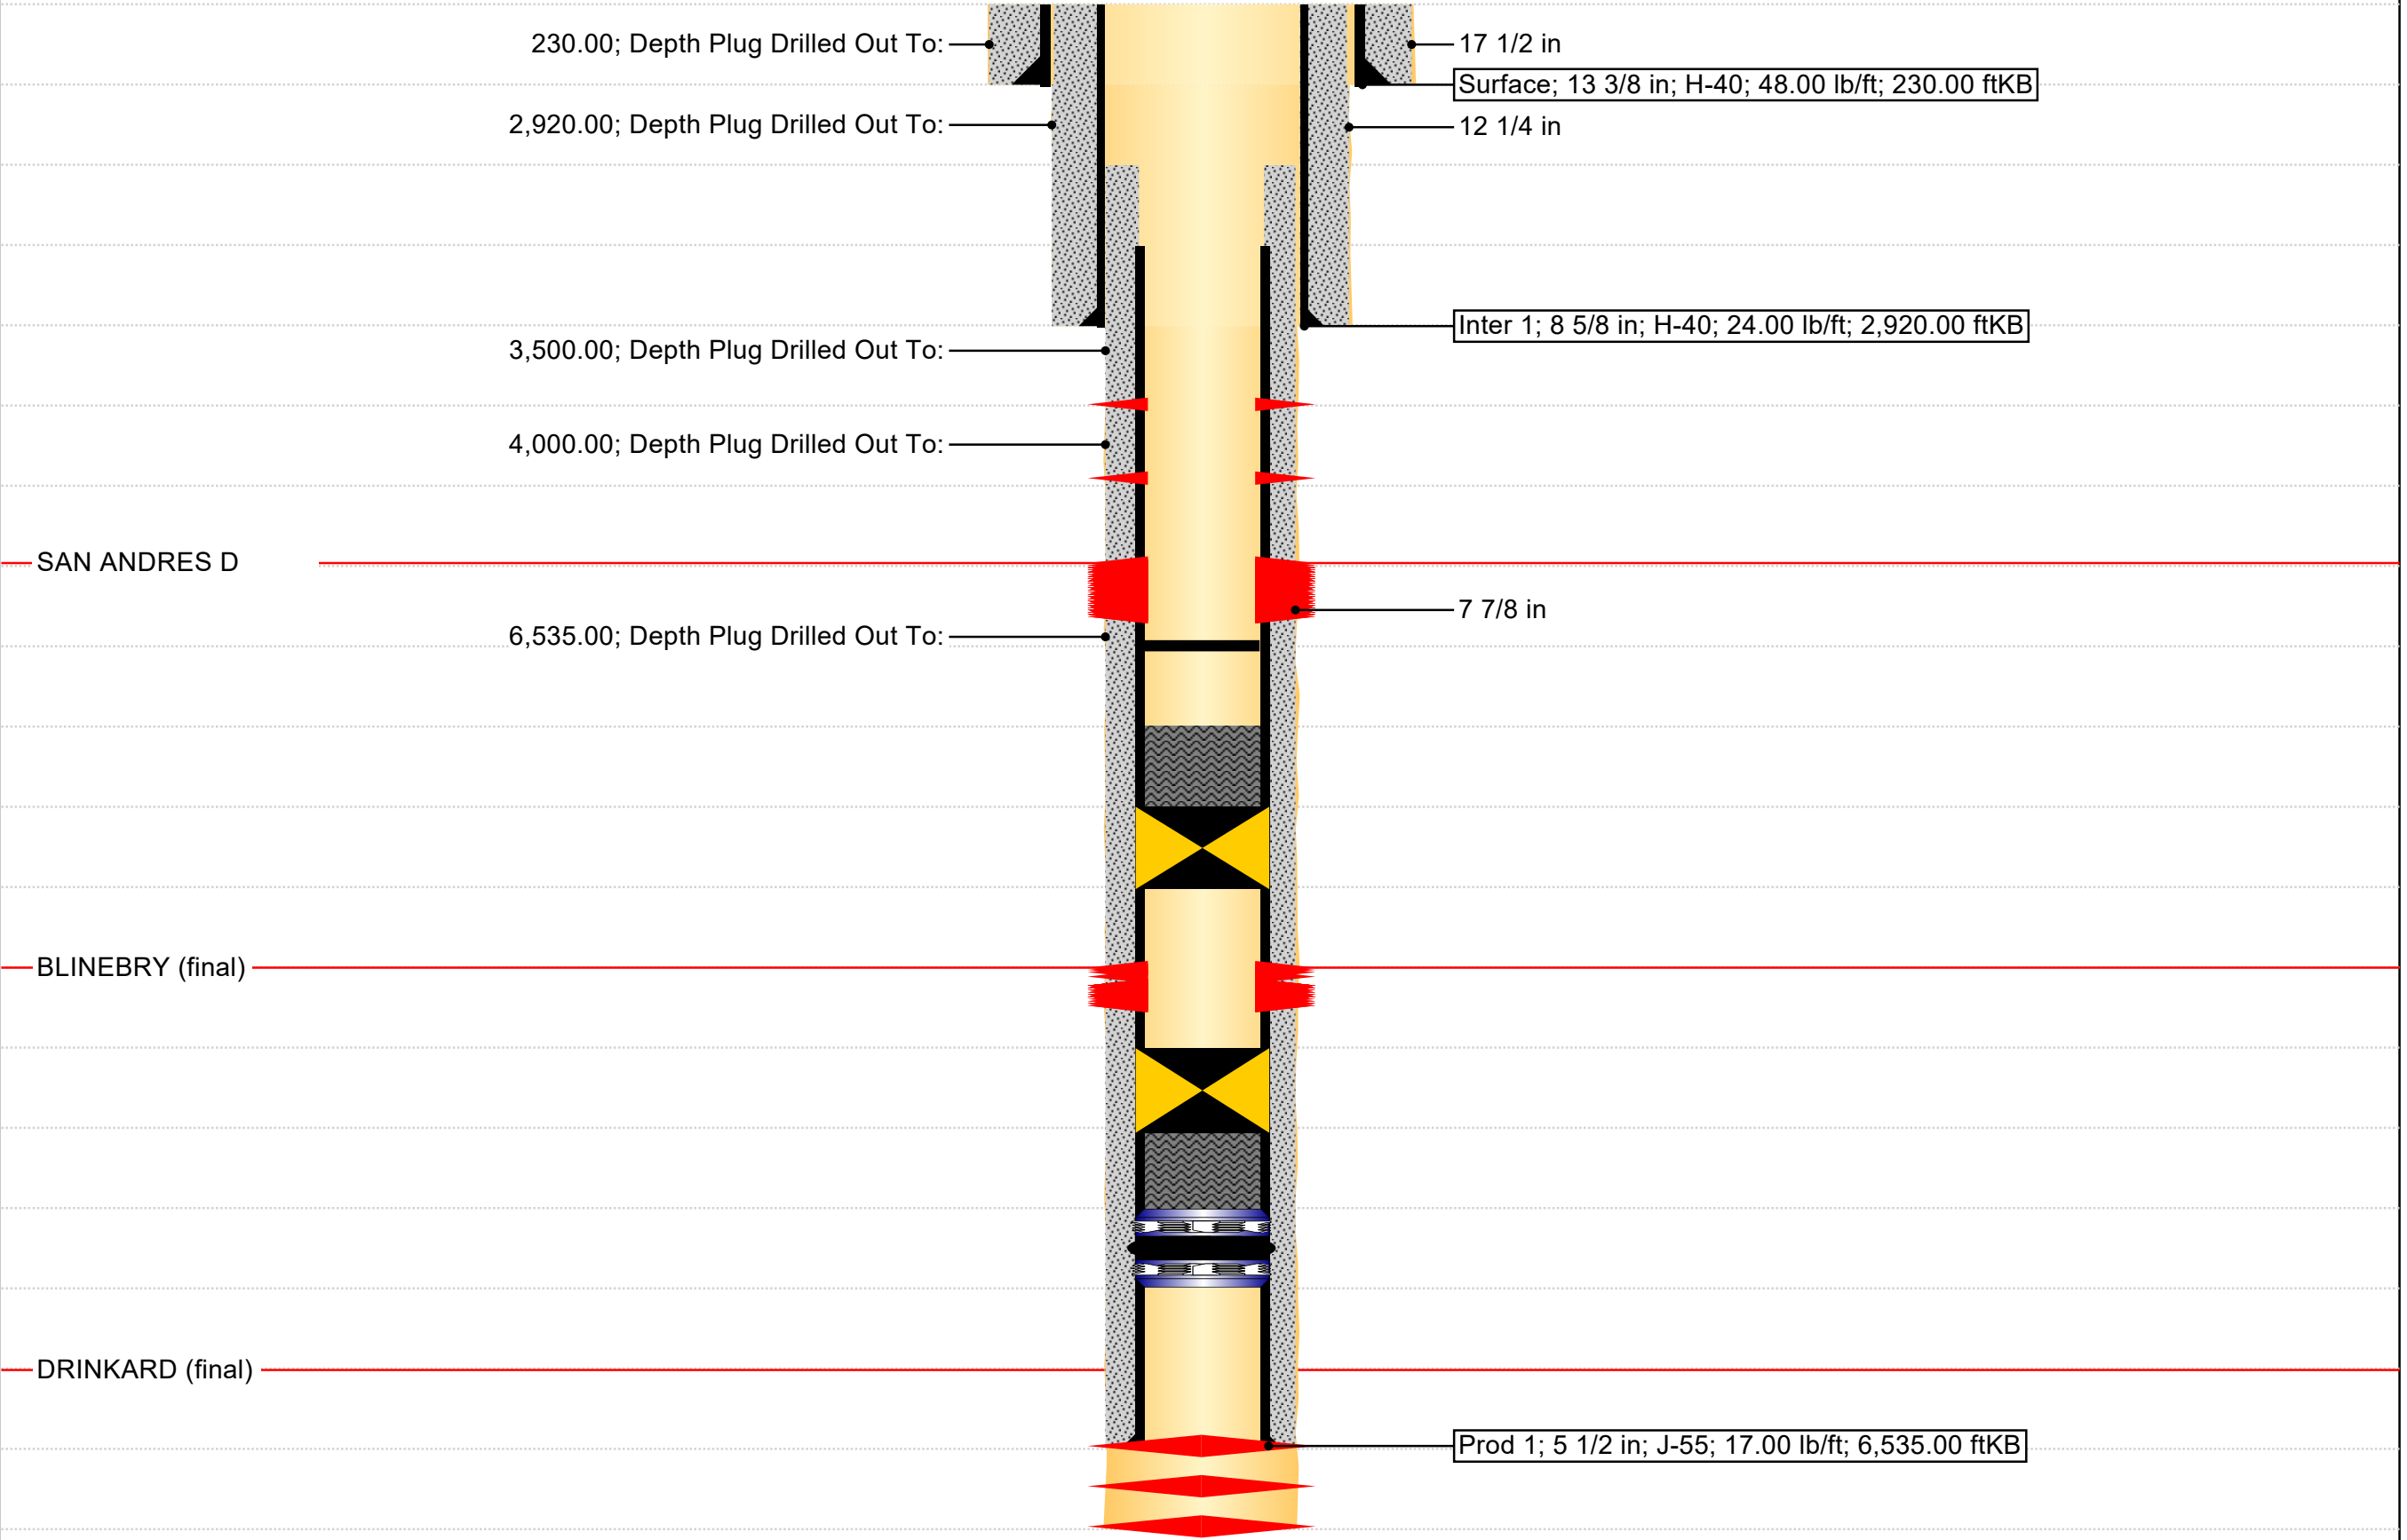 230.00; Depth Plug Drilled Out To:
17 1/2 in
Surface; 13 3/8 in; H-40; 48.00 lb/ft; 230.00 ftKB
2,920.00; Depth Plug Drilled Out To:
12 1/4 in
Inter 1; 8 5/8 in; H-40; 24.00 lb/ft; 2,920.00 ftKB
3,500.00; Depth Plug Drilled Out To:
4,000.00; Depth Plug Drilled Out To:
SAN ANDRES D
7 7/8 in
6,535.00; Depth Plug Drilled Out To:
BLINEBRY (final)
DRINKARD (final)
Prod 1; 5 1/2 in; J-55; 17.00 lb/ft; 6,535.00 ftKB